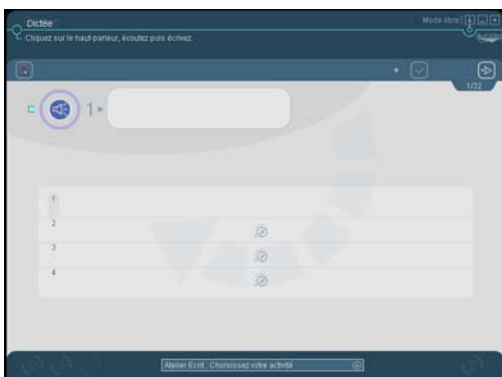 Dictée
Mode libre
Cliquez sur le haut-parleur, écoutez puis écrivez.
1/32
1
1
2
3
4
Atelier Ecrit : Choisissez votre activité